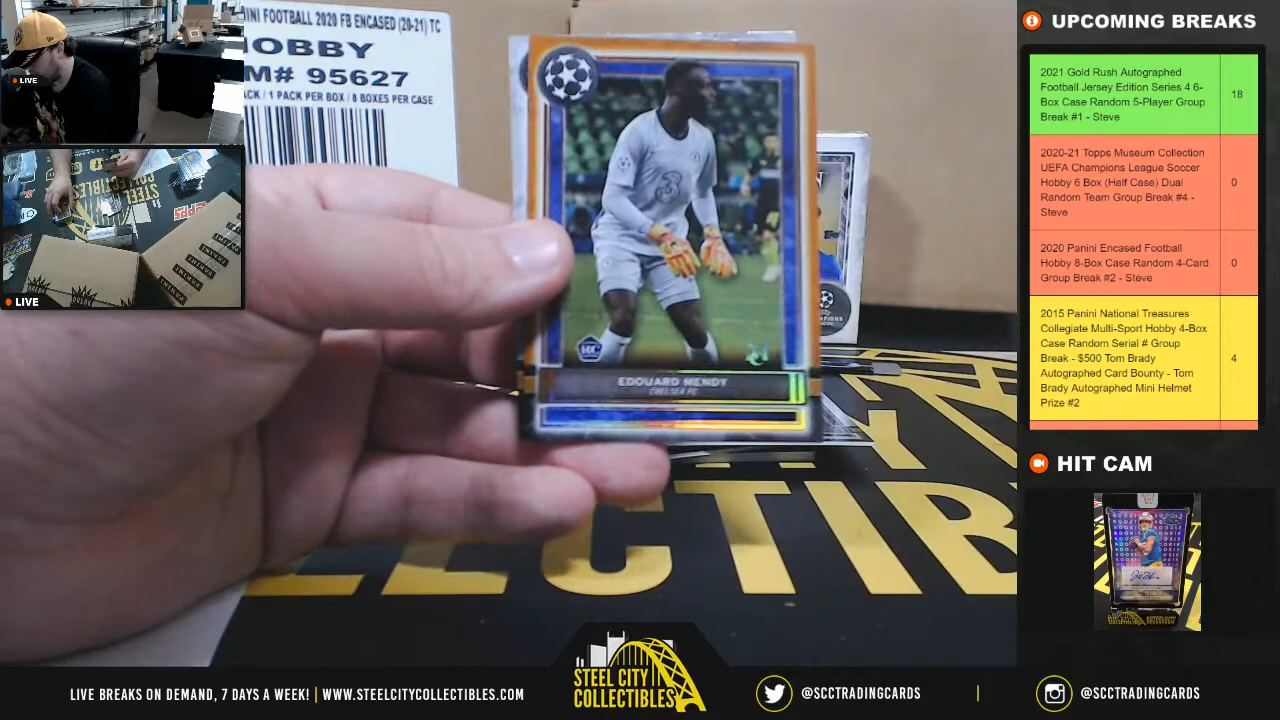 LIVE
LIVE
INI FOOTBALL 2020 FB ENCASED (20-21) TC
HOBBY
M# 95627
ACK / 1 PACK PER BOX / 8 BOXES PER CASE
3
RC
EDOUARD MENDY
CHELSEA FC
ECTIB
UPCOMING BREAKS
2021 Gold Rush Autographed
Football Jersey Edition Series 4 6-
Box Case Random 5-Player Group
Break #1 - Steve
18
2020-21 Topps Museum Collection
UEFA Champions League Soccer
Hobby 6 Box (Half Case) Dual
Random Team Group Break #4 -
Steve
0
2020 Panini Encased Football
Hobby 8-Box Case Random 4-Card
Group Break #2 - Steve
0
2015 Panini National Treasures
Collegiate Multi-Sport Hobby 4-Box
Case Random Serial # Group
Break - $500 Tom Brady
Autographed Card Bounty - Tom
Brady Autographed Mini Helmet
Prize #2
4
HIT CAM
LIVE BREAKS ON DEMAND, 7 DAYS A WEEK! | WWW.STEELCITYCOLLECTIBLES.COM
STEEL CITY
COLLECTIBLES
@SCCTRADINGCARDS
@SCCTRADINGCARDS